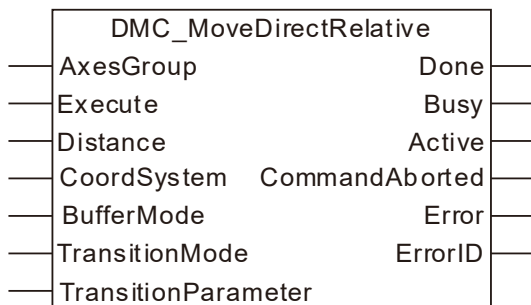 DMC_MoveDirectRelative
AxesGroup Done
Execute Busy
Distance Active
CoordSystem CommandAborted
BufferMode Error
TransitionMode ErrorID
TransitionParameter